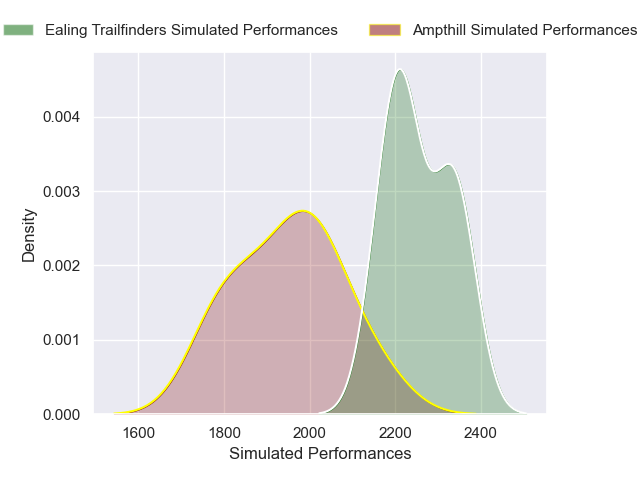 Ealing Trailfinders Simulated Performances Ampthill Simulated Performances
0.004
0.003
0.002
0.001
0.000
Density
1600 1800 2000 2200 2400
Simulated Performances